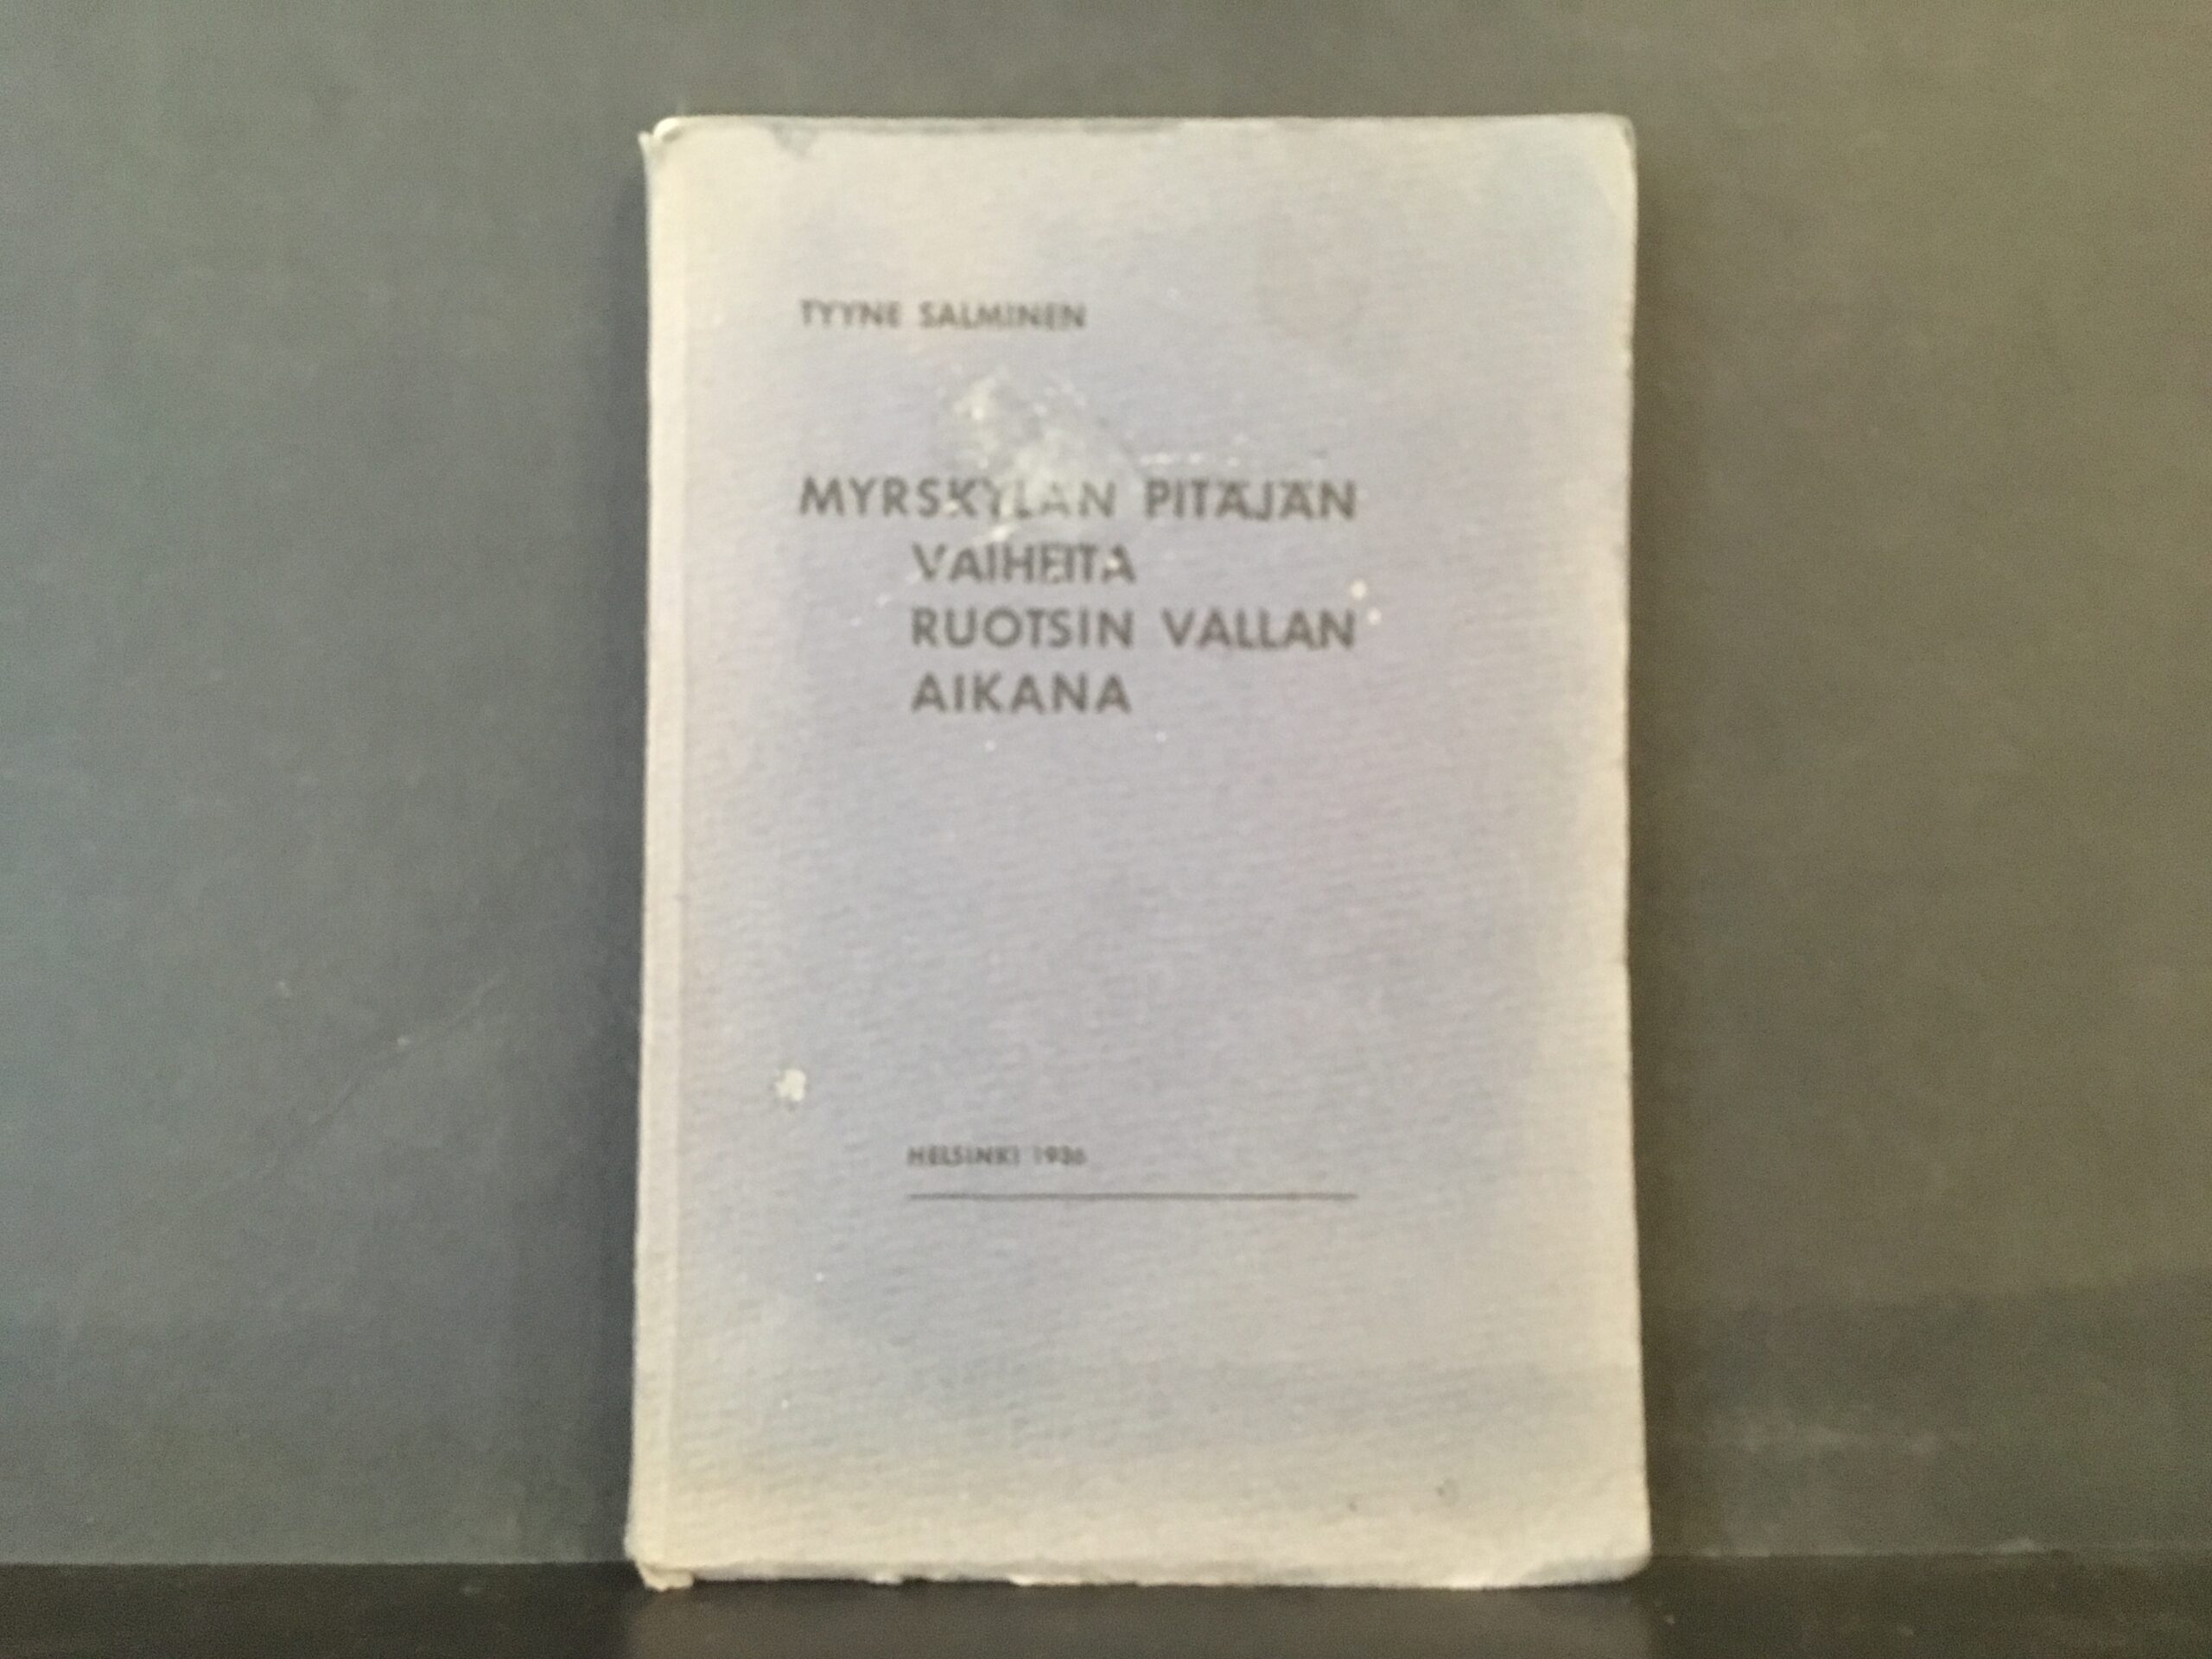 TYYNE SALMINEN
MYRSKYLÄN PITÄJÄN
VAIHEITA
RUOTSIN VALLAN
AIKANA
HELSINKI 1936